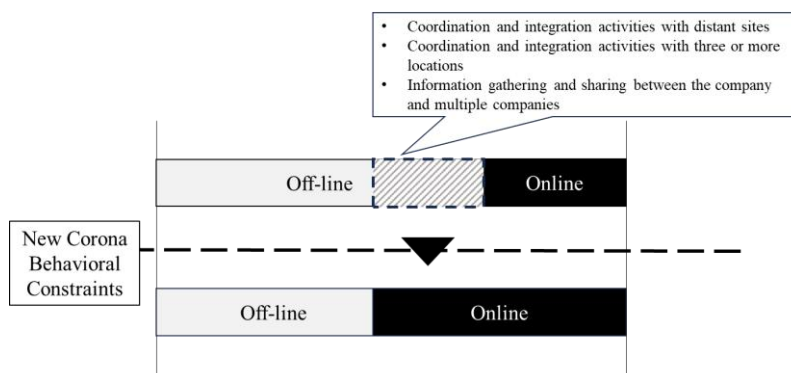 • Coordination and integration activities with distant sites
• Coordination and integration activities with three or more
locations
• Information gathering and sharing between the company
and multiple companies
Off-line
Online
New Corona
Behavioral
Constraints
Off-line
Online